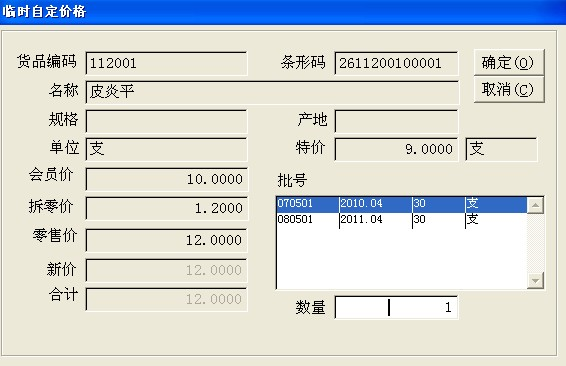 临时自定价格
货品编码 112001 条形码 2611200100001 确定(O)
名称 皮炎平 取消(C)
规格 产地
单位 支 特价 9.0000 支
会员价 10.0000 批号
拆零价 1.2000 070501 2010.04 30 支
080501 2011.04 30 支
零售价 12.0000
新价 12.0000
合计 12.0000
数量 1